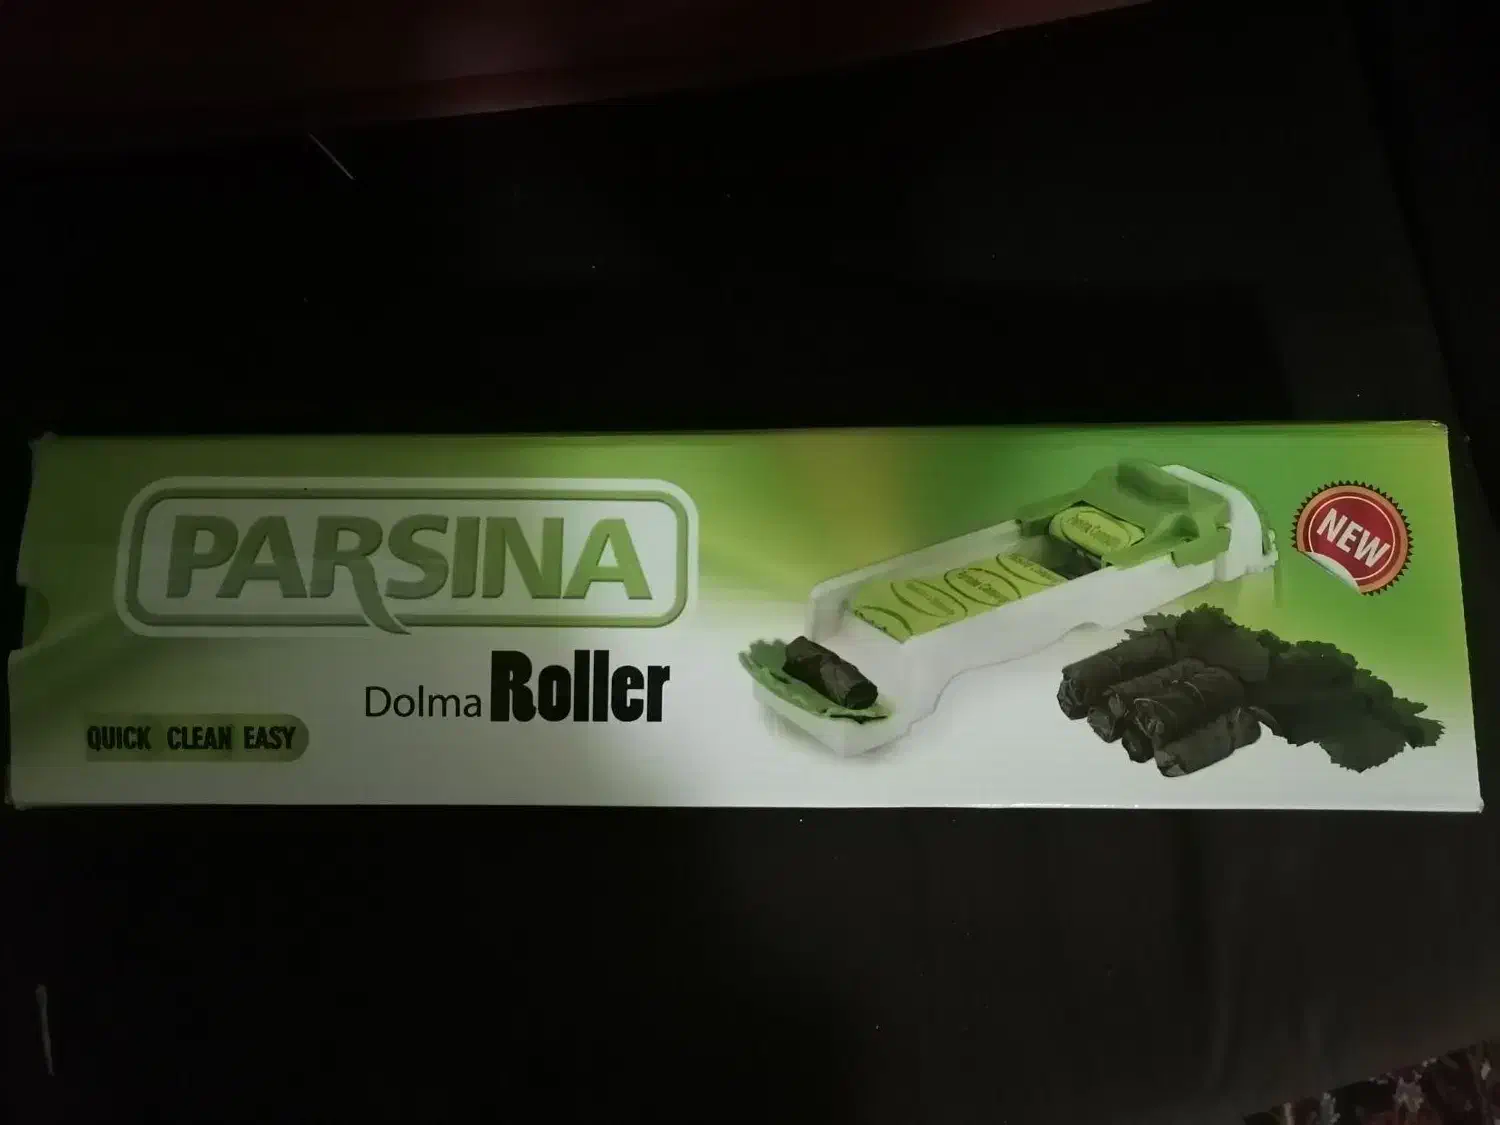 PARSINA
Dolma Roller
QUICK CLEAN EASY
NEW